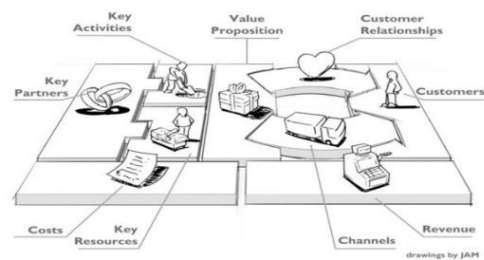 Key
Activities
Value
Proposition
Customer
Relationships
Key
Partners
Customers
Costs
Key
Resources
Channels
Revenue
drawings by JAM